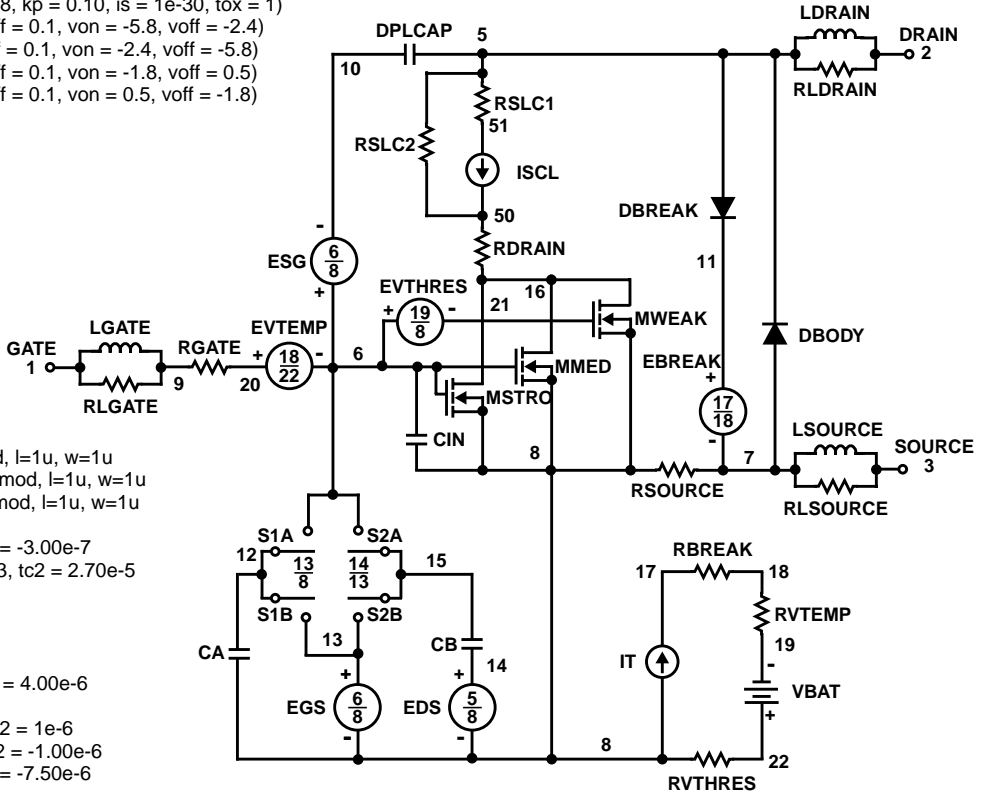 8, kp = 0.10, is = 1e-30, tox = 1)
ff = 0.1, von = -5.8, voff = -2.4)
f = 0.1, von = -2.4, voff = -5.8)
ff = 0.1, von = -1.8, voff = 0.5)
f = 0.1, von = 0.5, voff = -1.8)
DPLCAP
5
10
LDRAIN
DRAIN
2
RLDRAIN
RSLC1
51
RSLC2
ISCL
50
RDRAIN
DBREAK
11
-
ESG
6
8
+
EVTHRES
+
19
8
-
16
21
MWEAK
DBODY
LGATE
GATE
1
RLGATE
9
RGATE
20
EVTEMP
+
18
22
-
6
MMED
MSTRO
EBREAK
+
17
18
-
CIN
8
RSOURCE
7
LSOURCE
SOURCE
3
RLSOURCE
d, l=1u, w=1u
mod, l=1u, w=1u
mod, l=1u, w=1u
= -3.00e-7
3, tc2 = 2.70e-5
= 4.00e-6
2 = 1e-6
2 = -1.00e-6
= -7.50e-6
S1A
S2A
12
13
8
14
13
15
S1B
S2B
13
CA
CB
14
+
EGS
6
8
-
+
EDS
5
8
-
8
RBREAK
17
18
RVTEMP
19
IT
-
VBAT
+
22
RVTHRES